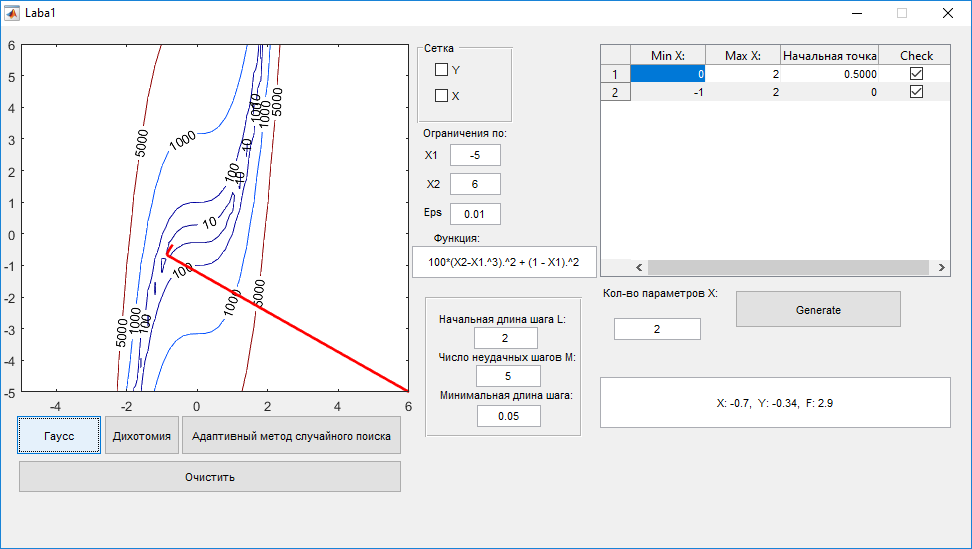 Laba1
6
5
4
3
2
1
0
-1
-2
-3
-4
-5
-4
-2
0
2
4
6
5000
1000
10
1000
5000
100
10
10
10
100
1000
5000
5000
1000
100
Сетка
Y
X
Ограничения по:
X1
-5
X2
6
Eps
0.01
Функция:
100*(X2-X1.^3).^2 + (1 - X1).^2
Начальная длина шага L:
2
Число неудачных шагов M:
5
Минимальная длина шага:
0.05
Min X: Max X: Начальная точка Check
1 0 2 0.5000
2 -1 2 0
Кол-во параметров X:
2
Generate
X: -0.7, Y: -0.34, F: 2.9
Гаусс
Дихотомия
Адаптивный метод случайного поиска
Очистить